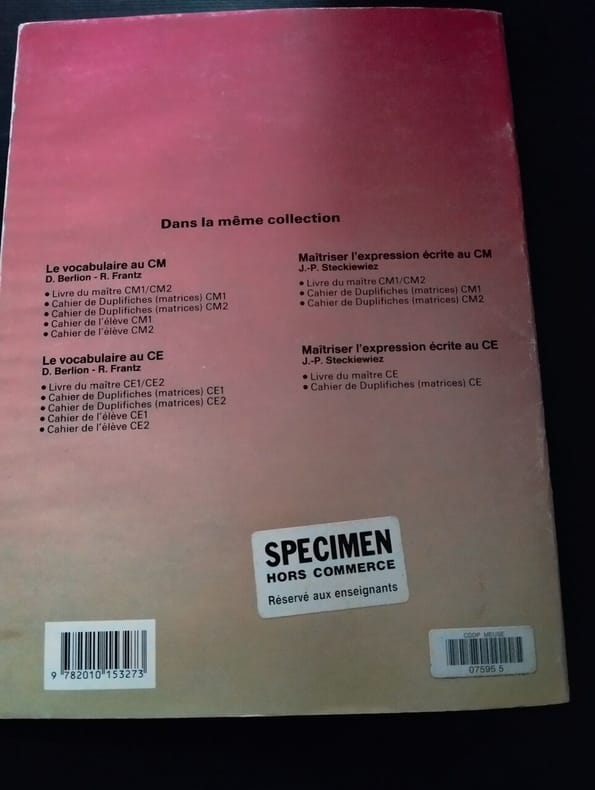 Dans la même collection
Le vocabulaire au CM
D. Berlion - R. Frantz
• Livre du maître CM1/CM2
• Cahier de Duplifiches (matrices) CM1
• Cahier de Duplifiches (matrices) CM2
• Cahier de l'élève CM1
• Cahier de l'élève CM2
Le vocabulaire au CE
D. Berlion - R. Frantz
• Livre du maître CE1/CE2
• Cahier de Duplifiches (matrices) CE1
• Cahier de Duplifiches (matrices) CE2
• Cahier de l'élève CE1
• Cahier de l'élève CE2
Maîtriser l'expression écrite au CM
J.-P. Steckiewiez
• Livre du maître CM1/CM2
• Cahier de Duplifiches (matrices) CM1
• Cahier de Duplifiches (matrices) CM2
Maîtriser l'expression écrite au CE
J.-P. Steckiewiez
• Livre du maître CE
• Cahier de Duplifiches (matrices) CE
SPECIMEN
HORS COMMERCE
Réservé aux enseignants
9 782010 153273
CDDP MEUSE
07595 5